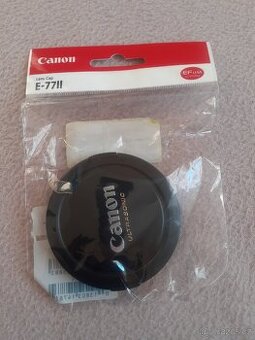 Canon
Lens Cap
E-77II
EF LENS
Canon
ULTRASONIC